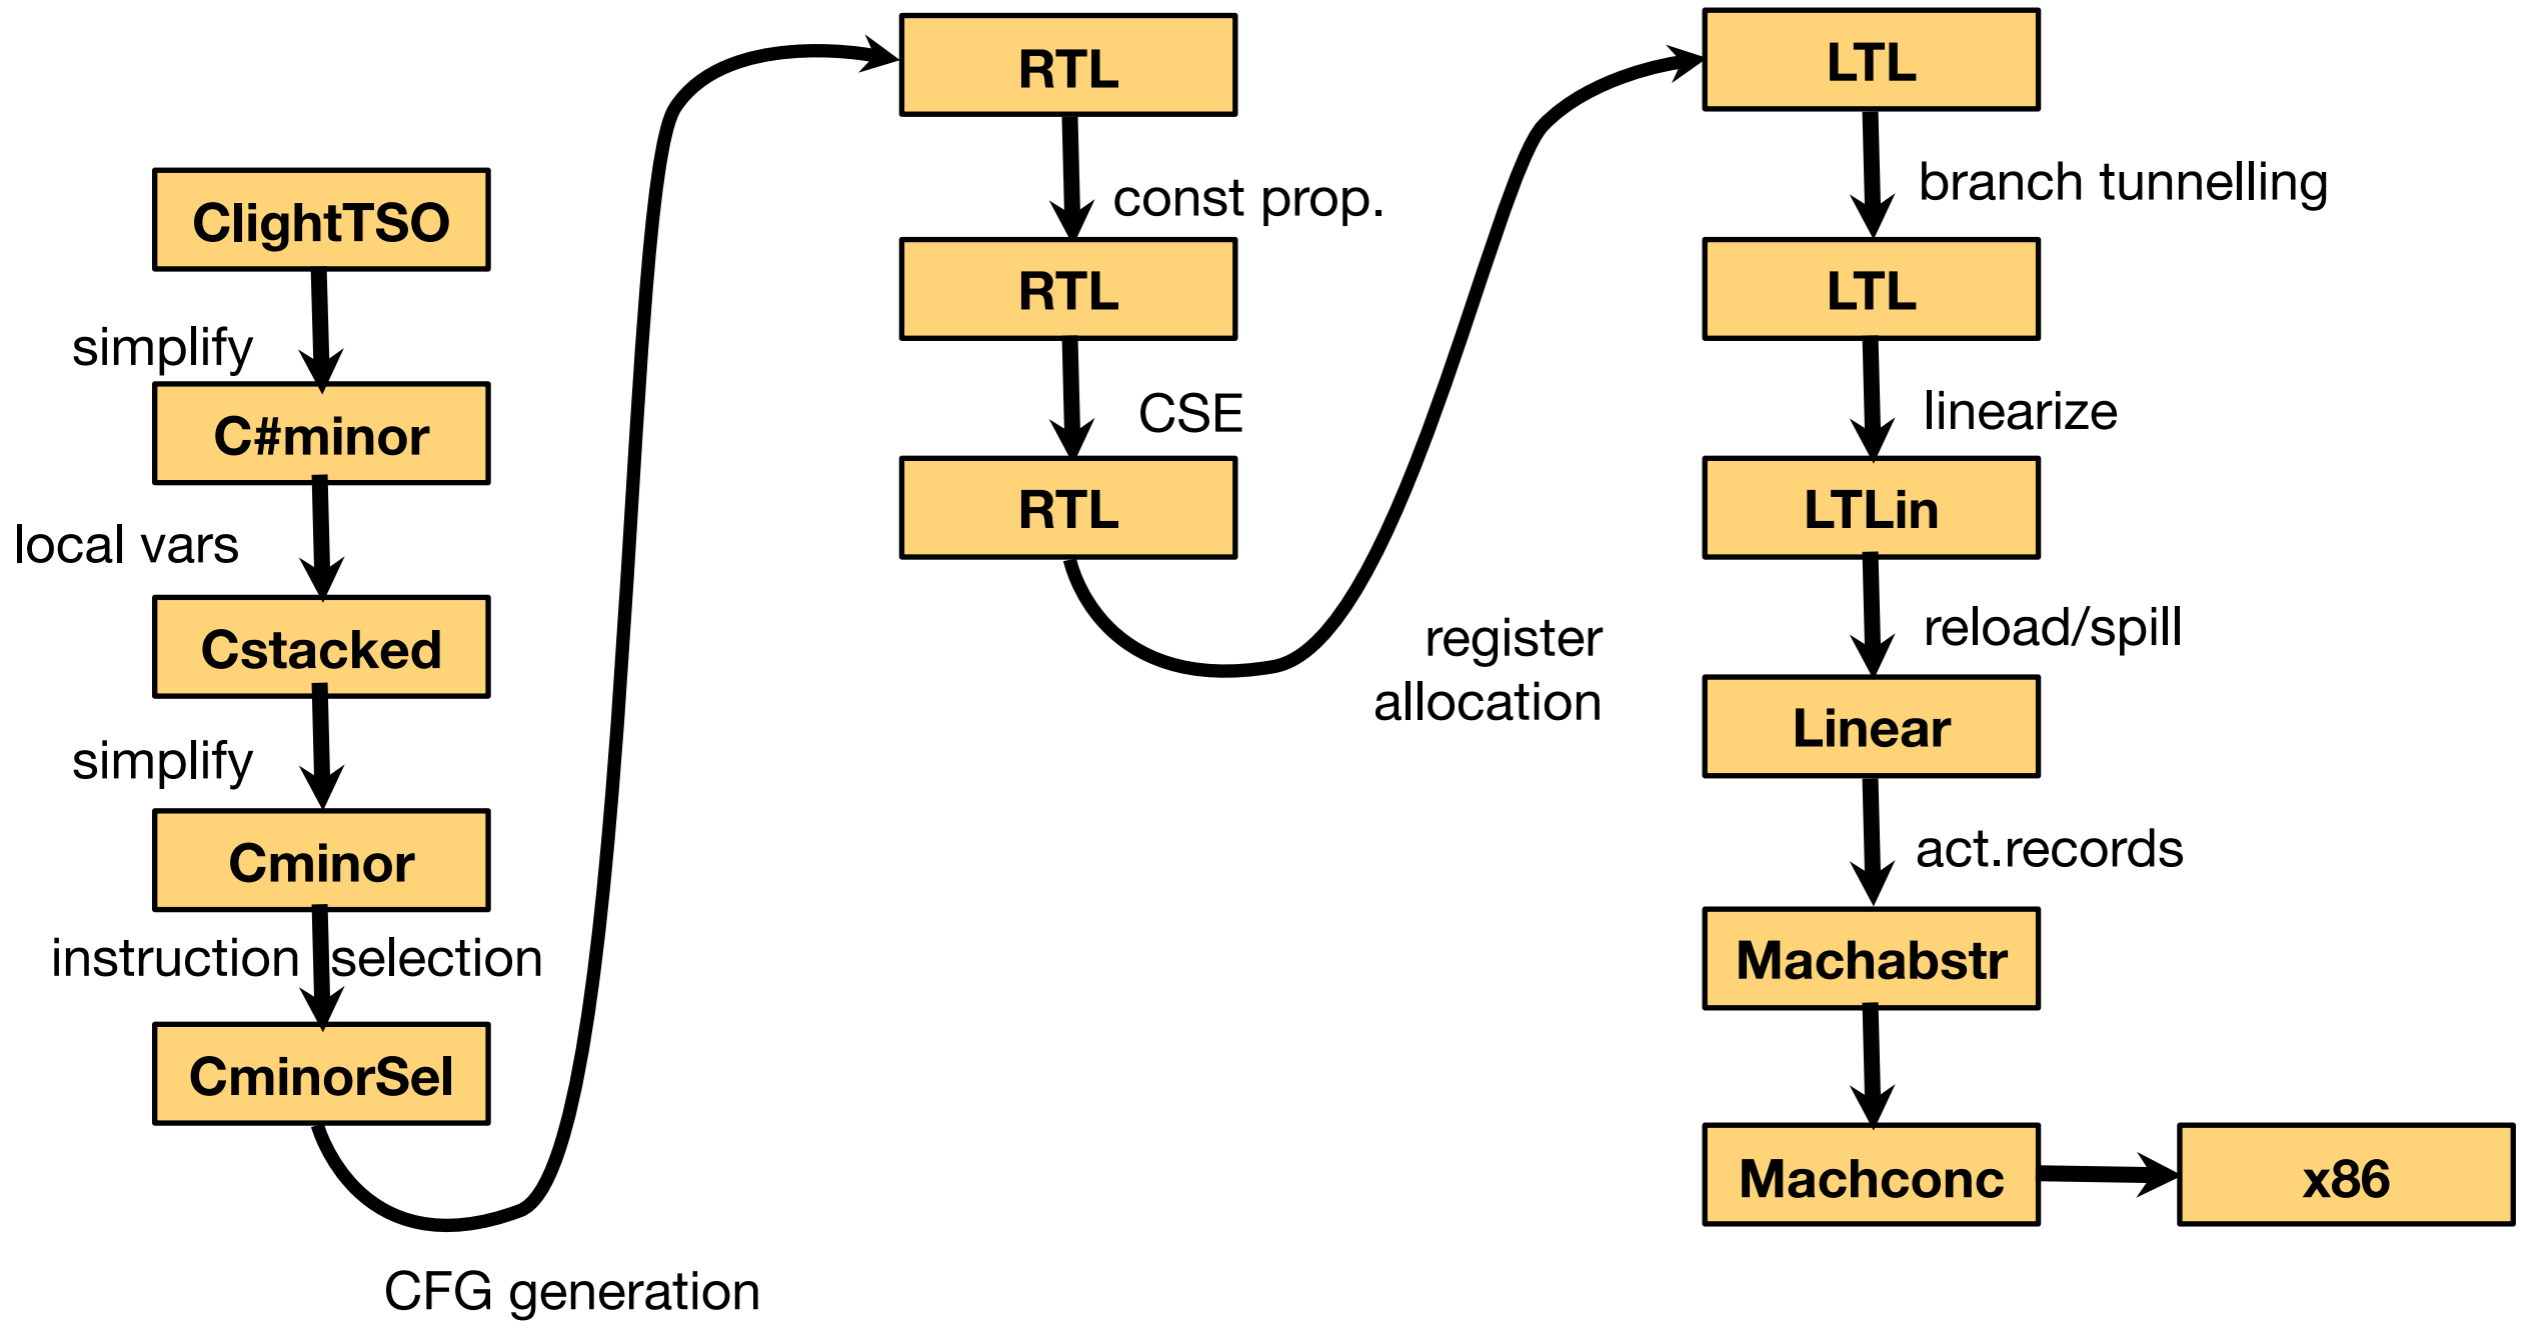 ClightTSO
simplify
C#minor
local vars
Cstacked
simplify
Cminor
instruction selection
CminorSel
CFG generation
RTL
const prop.
RTL
CSE
RTL
register
allocation
LTL
branch tunnelling
LTL
linearize
LTLin
reload/spill
Linear
act.records
Machabstr
Machconc
x86